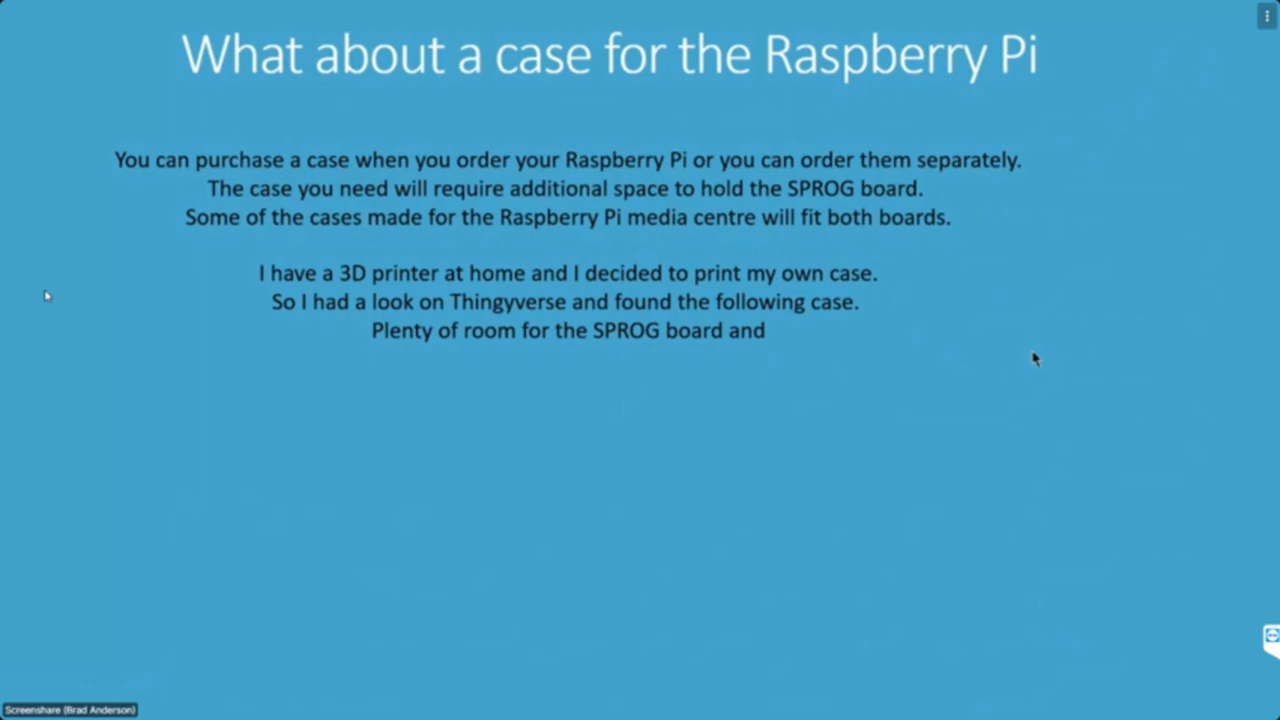 What about a case for the Raspberry Pi
You can purchase a case when you order your Raspberry Pi or you can order them separately.
The case you need will require additional space to hold the SPROG board.
Some of the cases made for the Raspberry Pi media centre will fit both boards.
I have a 3D printer at home and I decided to print my own case.
So I had a look on Thingyverse and found the following case.
Plenty of room for the SPROG board and
Screenshare (Brad Anderson)